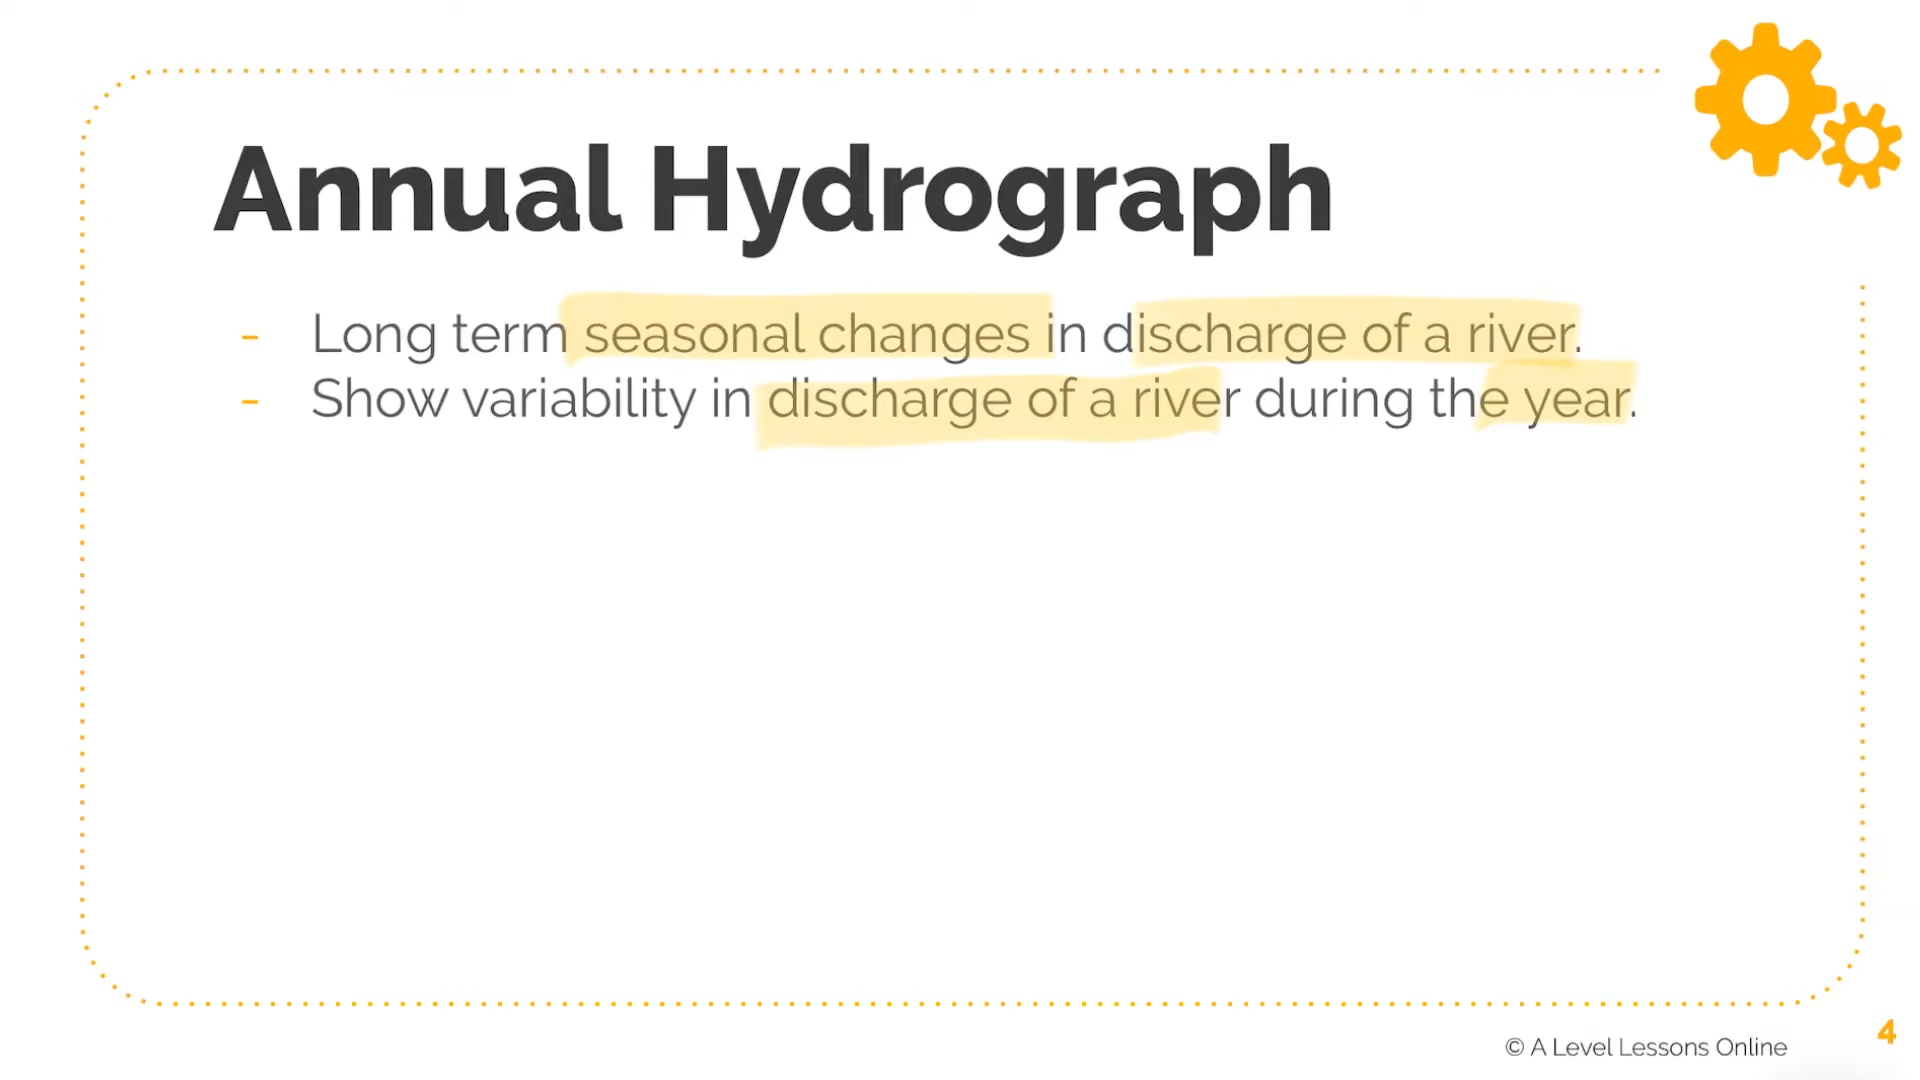 Annual Hydrograph
- Long term seasonal changes in discharge of a river.
- Show variability in discharge of a river during the year.
© A Level Lessons Online
4